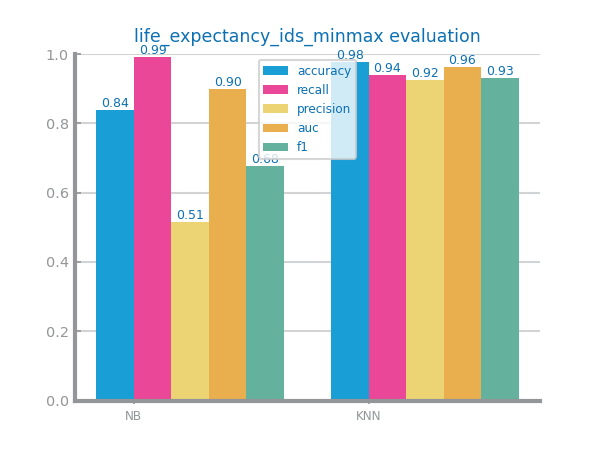 life_expectancy_ids_minmax evaluation
1.0
0.8
0.6
0.4
0.2
0.0
0.84
0.99
0.51
0.90
0.68
0.98
0.94
0.92
0.96
0.93
accuracy
recall
precision
auc
f1
NB
KNN